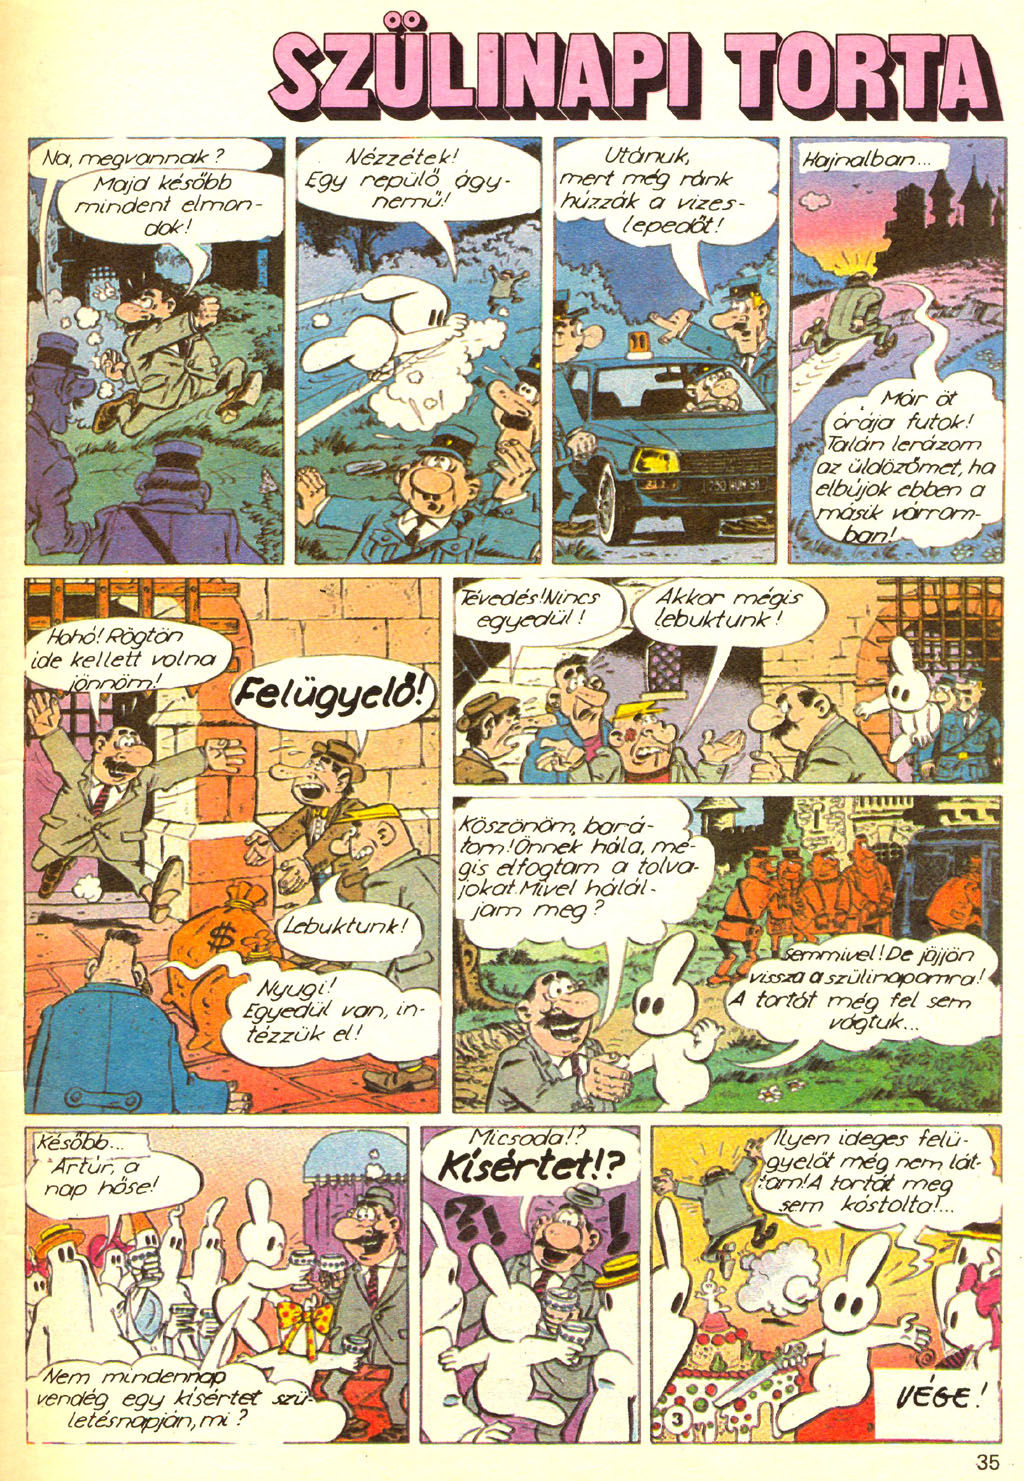 SZÜLINAPI TORTA
Na, megvannak?
Majd később
mindent elmon-
dok!
Nézzétek!
Egy repülő ágy-
nemű!
Utánuk,
mert még ránk
húzzák a vizes-
lepedőt!
Hajnalban...
Már öt
órája futok!
Talán lerázom
az üldözőmet, ha
elbújok ebben a
másik várrom-
ban!
Hohó! Rögtön
ide kellett volna
jönnöm!
Felügyelő!
Lebuktunk!
Nyugi!
Egyedül van, in-
tézzük el!
$
Tévedés! Nincs
egyedül!
Akkor mégis
lebuktunk!
Köszönöm, bará-
tom! Önnek hála, mé-
gis elfogtam a tolva-
jokat. Mivel hálál-
jam meg?
Semmivel! De jöjjön
vissza a szülinapomra!
A tortát még fel sem
vágtuk...
Később...
Artúr, a
nap hőse!
Nem mindennap
vendég egy kísértet szü-
letésnapján, mi?
Micsoda!?
Kísértet!?
?!
!
Ilyen ideges felü-
gyelőt még nem lát-
tam! A tortát meg
sem kóstolta!...
3
VÉGE!
35